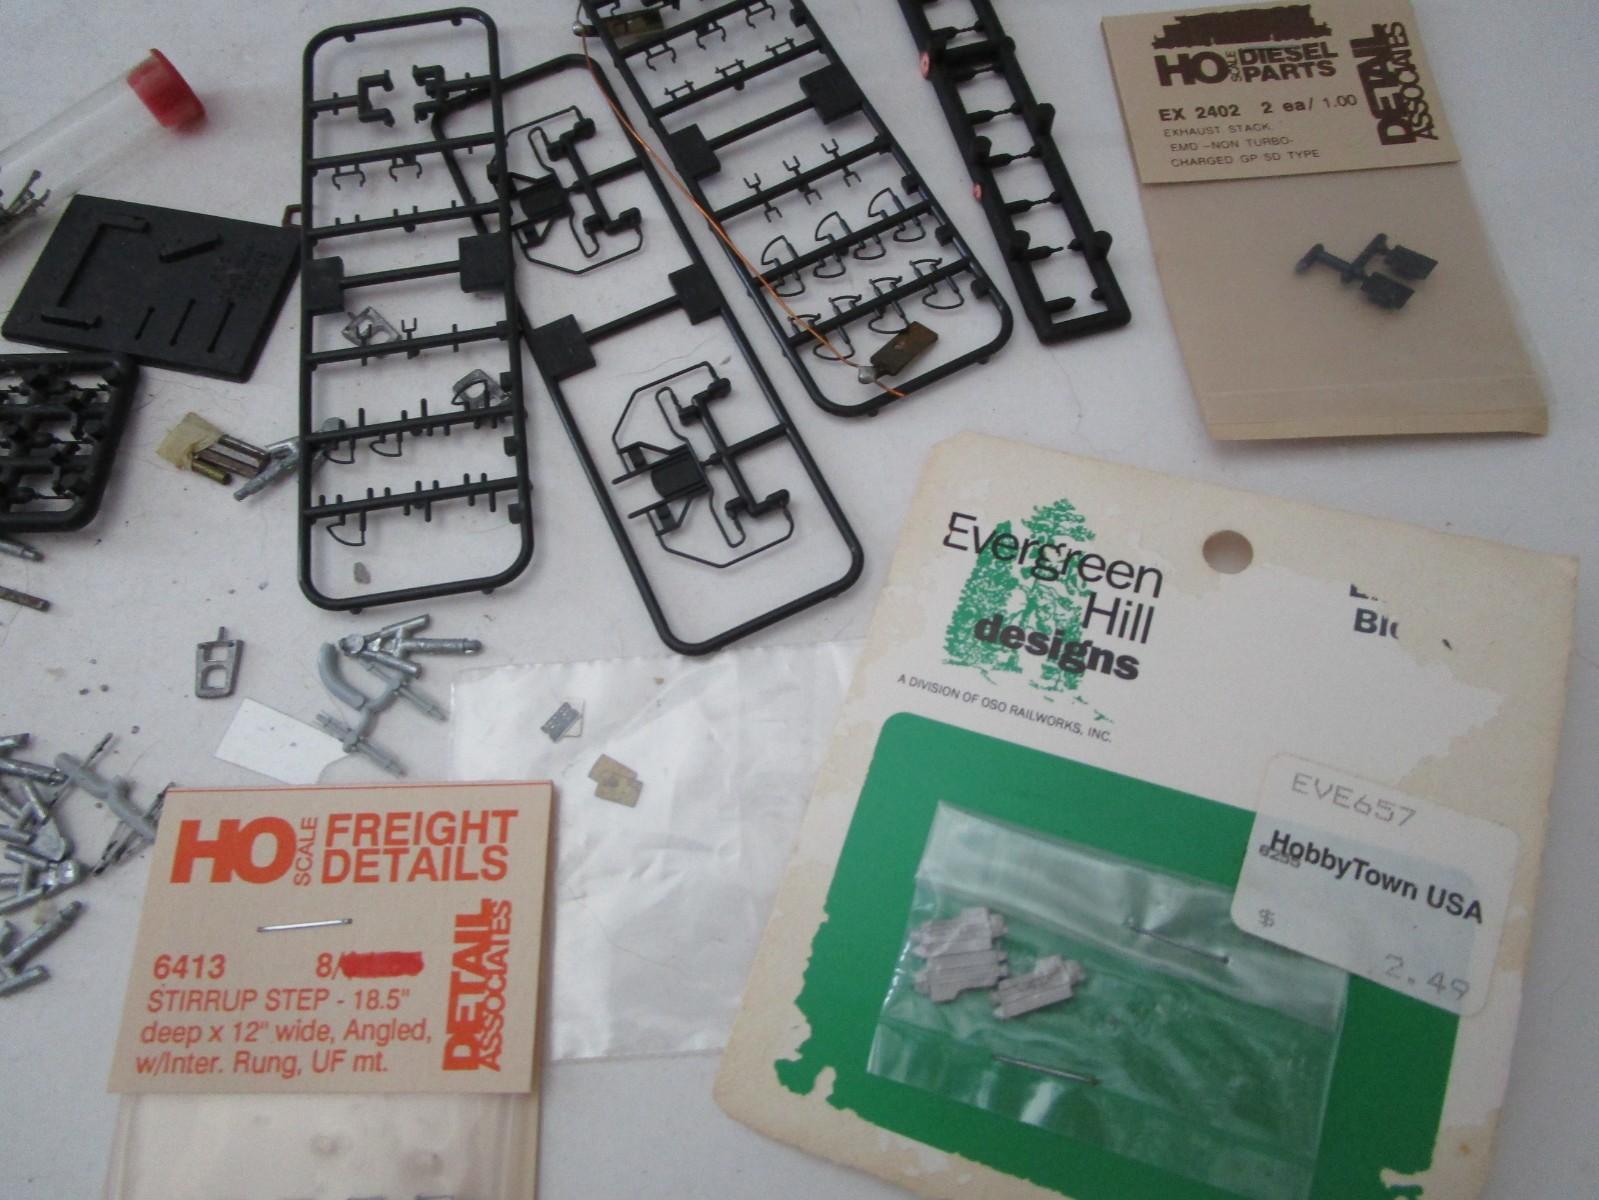 HO SCALE DIESEL PARTS
DETAIL ASSOCIATES
EX 2402 2 ea/ 1.00
EXHAUST STACK.
EMD -NON TURBO-
CHARGED GP SD TYPE
Evergreen
Hill
designs
A DIVISION OF OSO RAILWORKS, INC.
EVE657
HobbyTown USA
$ 2.49
HO SCALE FREIGHT DETAILS
DETAIL ASSOCIATES
6413 8/
STIRRUP STEP - 18.5"
deep x 12" wide, Angled,
w/Inter. Rung, UF mt.